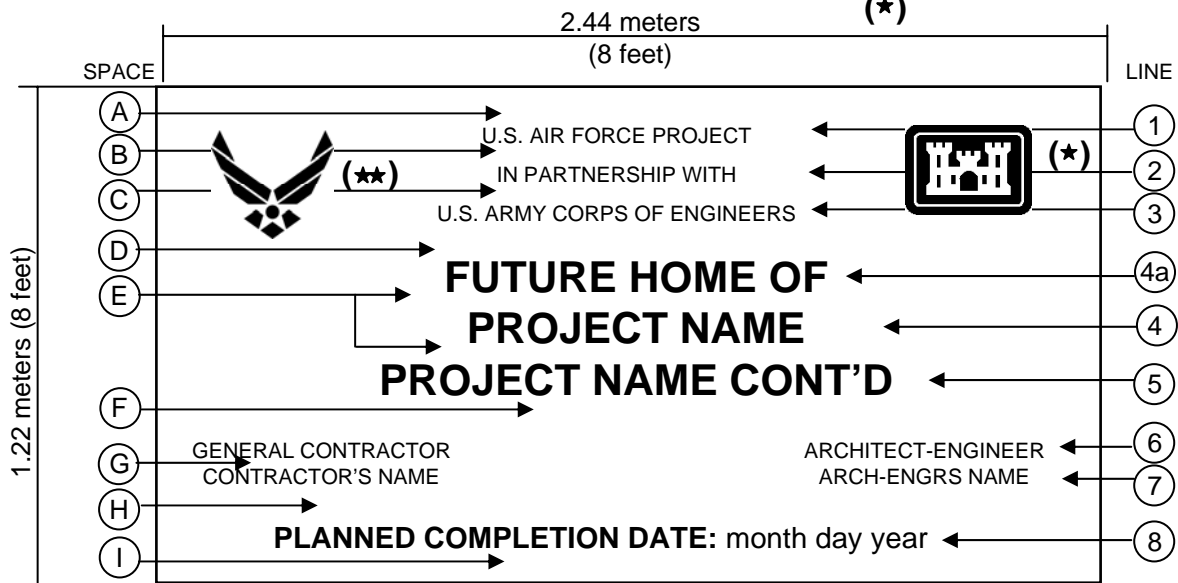 (★)
2.44 meters
(8 feet)
SPACE
LINE
A
1
U.S. AIR FORCE PROJECT
B
(★★)
IN PARTNERSHIP WITH
(★)
2
C
U.S. ARMY CORPS OF ENGINEERS
3
D
FUTURE HOME OF
4a
E
PROJECT NAME
4
PROJECT NAME CONT’D
5
1.22 meters (8 feet)
F
GENERAL CONTRACTOR
ARCHITECT-ENGINEER
6
G
CONTRACTOR’S NAME
ARCH-ENGRS NAME
7
H
PLANNED COMPLETION DATE: month day year
8
I